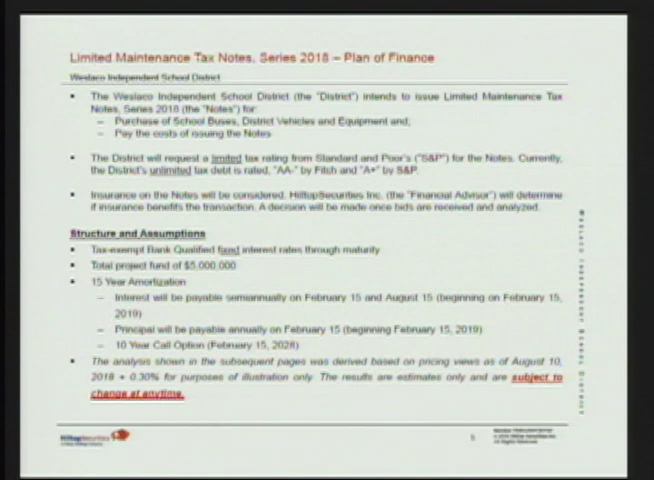 Limited Maintenance Tax Notes, Series 2018 – Plan of Finance
Weslaco Independent School District
▪ The Weslaco Independent School District (the "District") intends to issue Limited Maintenance Tax
Notes, Series 2018 (the "Notes") for:
– Purchase of School Buses, District Vehicles and Equipment and;
– Pay the costs of issuing the Notes
▪ The District will request a limited tax rating from Standard and Poor's ("S&P") for the Notes. Currently,
the District's unlimited tax debt is rated, "AA-" by Fitch and "A+" by S&P.
▪ Insurance on the Notes will be considered. HilltopSecurities Inc. (the "Financial Advisor") will determine
if insurance benefits the transaction. A decision will be made once bids are received and analyzed.
Structure and Assumptions
▪ Tax-exempt Bank Qualified fixed interest rates through maturity
▪ Total project fund of $5,000,000
▪ 15 Year Amortization
– Interest will be payable semiannually on February 15 and August 15 (beginning on February 15,
2019)
– Principal will be payable annually on February 15 (beginning February 15, 2019)
– 10 Year Call Option (February 15, 2028)
▪ The analysis shown in the subsequent pages was derived based on pricing views as of August 10,
2018 + 0.30% for purposes of illustration only. The results are estimates only and are subject to
change at anytime.
Weslaco Independent School District
HilltopSecurities